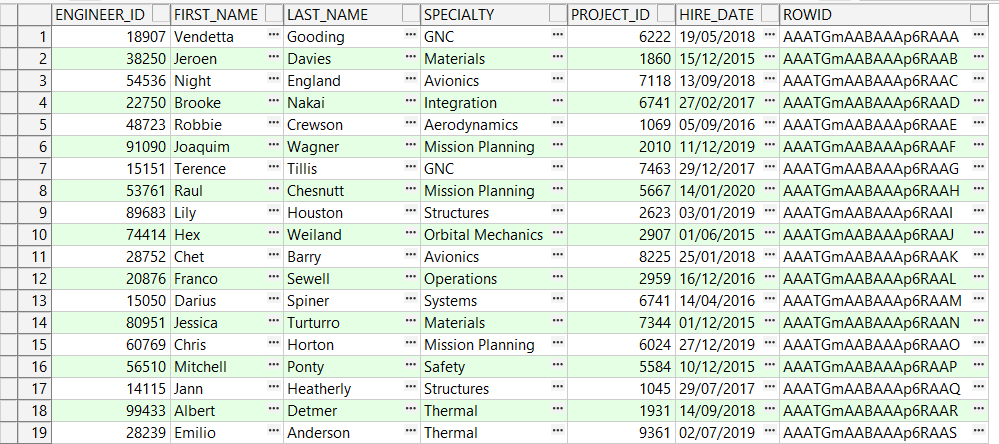 ENGINEER_ID FIRST_NAME LAST_NAME SPECIALTY PROJECT_ID HIRE_DATE ROWID
1 18907 Vendetta ... Gooding ... GNC ... 6222 19/05/2018 ... AAATGmAABAAAp6RAAA ...
2 38250 Jeroen ... Davies ... Materials ... 1860 15/12/2015 ... AAATGmAABAAAp6RAAB ...
3 54536 Night ... England ... Avionics ... 7118 13/09/2018 ... AAATGmAABAAAp6RAAC ...
4 22750 Brooke ... Nakai ... Integration ... 6741 27/02/2017 ... AAATGmAABAAAp6RAAD ...
5 48723 Robbie ... Crewson ... Aerodynamics ... 1069 05/09/2016 ... AAATGmAABAAAp6RAAE ...
6 91090 Joaquim ... Wagner ... Mission Planning ... 2010 11/12/2019 ... AAATGmAABAAAp6RAAF ...
7 15151 Terence ... Tillis ... GNC ... 7463 29/12/2017 ... AAATGmAABAAAp6RAAG ...
8 53761 Raul ... Chesnutt ... Mission Planning ... 5667 14/01/2020 ... AAATGmAABAAAp6RAAH ...
9 89683 Lily ... Houston ... Structures ... 2623 03/01/2019 ... AAATGmAABAAAp6RAAI ...
10 74414 Hex ... Weiland ... Orbital Mechanics ... 2907 01/06/2015 ... AAATGmAABAAAp6RAAJ ...
11 28752 Chet ... Barry ... Avionics ... 8225 25/01/2018 ... AAATGmAABAAAp6RAAK ...
12 20876 Franco ... Sewell ... Operations ... 2959 16/12/2016 ... AAATGmAABAAAp6RAAL ...
13 15050 Darius ... Spiner ... Systems ... 6741 14/04/2016 ... AAATGmAABAAAp6RAAM ...
14 80951 Jessica ... Turturro ... Materials ... 7344 01/12/2015 ... AAATGmAABAAAp6RAAN ...
15 60769 Chris ... Horton ... Mission Planning ... 6024 27/12/2019 ... AAATGmAABAAAp6RAAO ...
16 56510 Mitchell ... Ponty ... Safety ... 5584 10/12/2015 ... AAATGmAABAAAp6RAAP ...
17 14115 Jann ... Heatherly ... Structures ... 1045 29/07/2017 ... AAATGmAABAAAp6RAAQ ...
18 99433 Albert ... Detmer ... Thermal ... 1931 14/09/2018 ... AAATGmAABAAAp6RAAR ...
19 28239 Emilio ... Anderson ... Thermal ... 9361 02/07/2019 ... AAATGmAABAAAp6RAAS ...